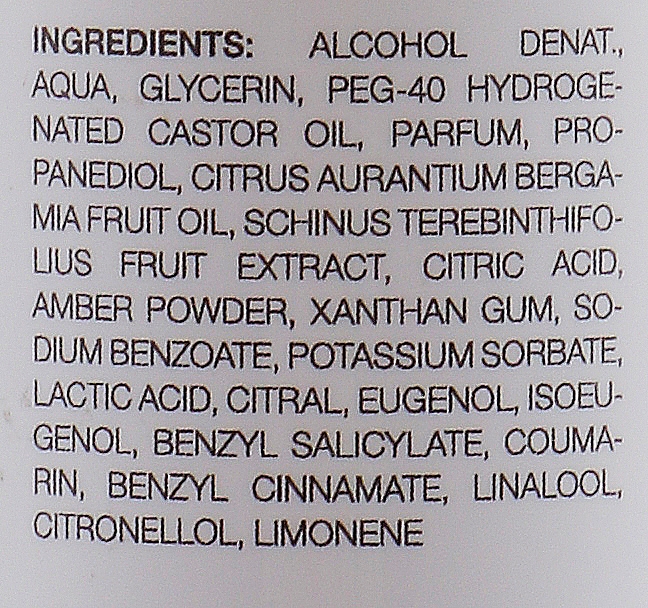 INGREDIENTS: ALCOHOL DENAT.,
AQUA, GLYCERIN, PEG-40 HYDROGE-
NATED CASTOR OIL, PARFUM, PRO-
PANEDIOL, CITRUS AURANTIUM BERGA-
MIA FRUIT OIL, SCHINUS TEREBINTHIFO-
LIUS FRUIT EXTRACT, CITRIC ACID,
AMBER POWDER, XANTHAN GUM, SO-
DIUM BENZOATE, POTASSIUM SORBATE,
LACTIC ACID, CITRAL, EUGENOL, ISOEU-
GENOL, BENZYL SALICYLATE, COUMA-
RIN, BENZYL CINNAMATE, LINALOOL,
CITRONELLOL, LIMONENE